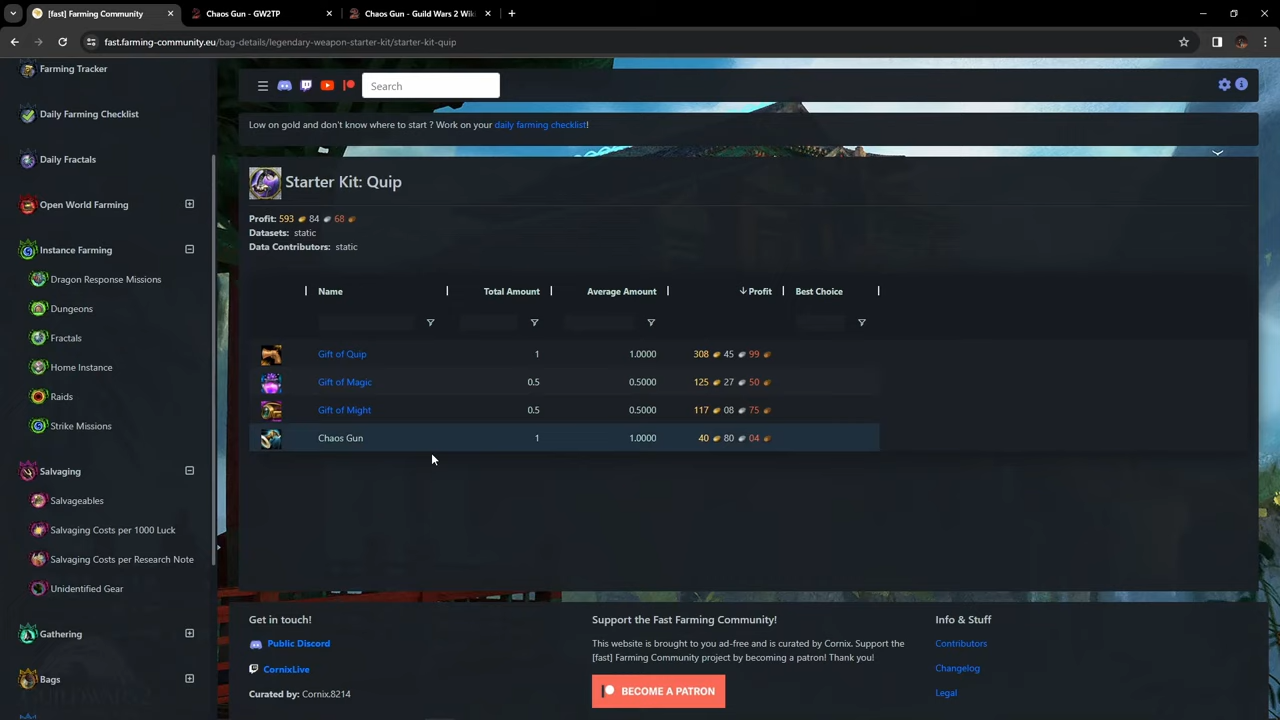 [fast] Farming Community
Chaos Gun - GW2TP
Chaos Gun - Guild Wars 2 Wiki
fast.farming-community.eu/bag-details/legendary-weapon-starter-kit/starter-kit-quip
Farming Tracker
Daily Farming Checklist
Daily Fractals
Open World Farming
Instance Farming
Dragon Response Missions
Dungeons
Fractals
Home Instance
Raids
Strike Missions
Salvaging
Salvageables
Salvaging Costs per 1000 Luck
Salvaging Costs per Research Note
Unidentified Gear
Gathering
Bags
GUILD WARS 2
Search
Low on gold and don't know where to start ? Work on your daily farming checklist!
Starter Kit: Quip
Profit: 593 84 68
Datasets: static
Data Contributors: static
Name Total Amount Average Amount Profit Best Choice
Gift of Quip 1 1.0000 308 45 99
Gift of Magic 0.5 0.5000 125 27 50
Gift of Might 0.5 0.5000 117 08 75
Chaos Gun 1 1.0000 40 80 04
Get in touch!
Public Discord
CornixLive
Curated by: Cornix.8214
Support the Fast Farming Community!
This website is brought to you ad-free and is curated by Cornix. Support the
[fast] Farming Community project by becoming a patron! Thank you!
BECOME A PATRON
Info & Stuff
Contributors
Changelog
Legal